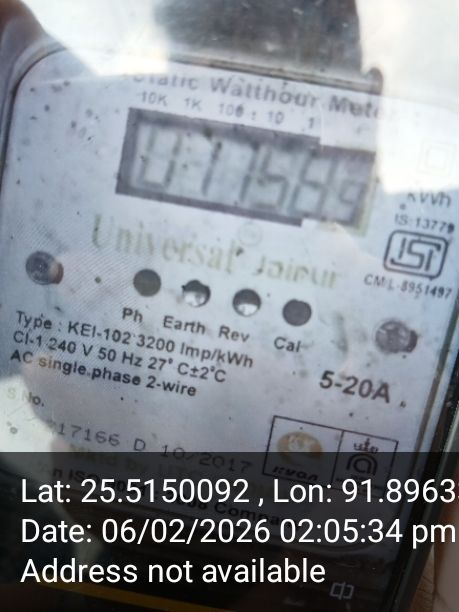 Static Watthour Meter
10K 1K 100 : 10 1
kWh
IS:13779
Universal Jaipur
CM/L-8951497
Ph Earth Rev Cal
Type : KEI-102 3200 Imp/kWh
Cl-1 240 V 50 Hz 27°C±2°C
AC single phase 2-wire
5-20A
S.No.
17166 D 10/2017
Lat: 25.5150092 , Lon: 91.8963
Date: 06/02/2026 02:05:34 pm
Address not available